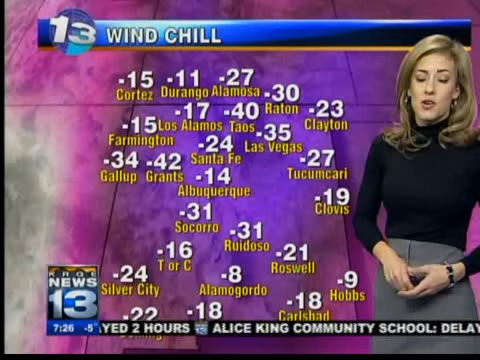 13 WIND CHILL
-15 -11 -27
Cortez Durango Alamosa -30
Raton
-17 -40 -23
-15 Los Alamos Taos Clayton
Farmington -35
-24 Las Vegas
-34 -42 Santa Fe -27
Gallup Grants -14 Tucumcari
Albuquerque
-19
-31 Clovis
Socorro -31
Ruidoso
-16 -21
T or C Roswell
-24 -8 -9
Silver City Alamogordo Hobbs
-18 -18
-22 Carlsbad
KRQE
NEWS
13
7:26 -5° AYED 2 HOURS ALICE KING COMMUNITY SCHOOL: DELAY